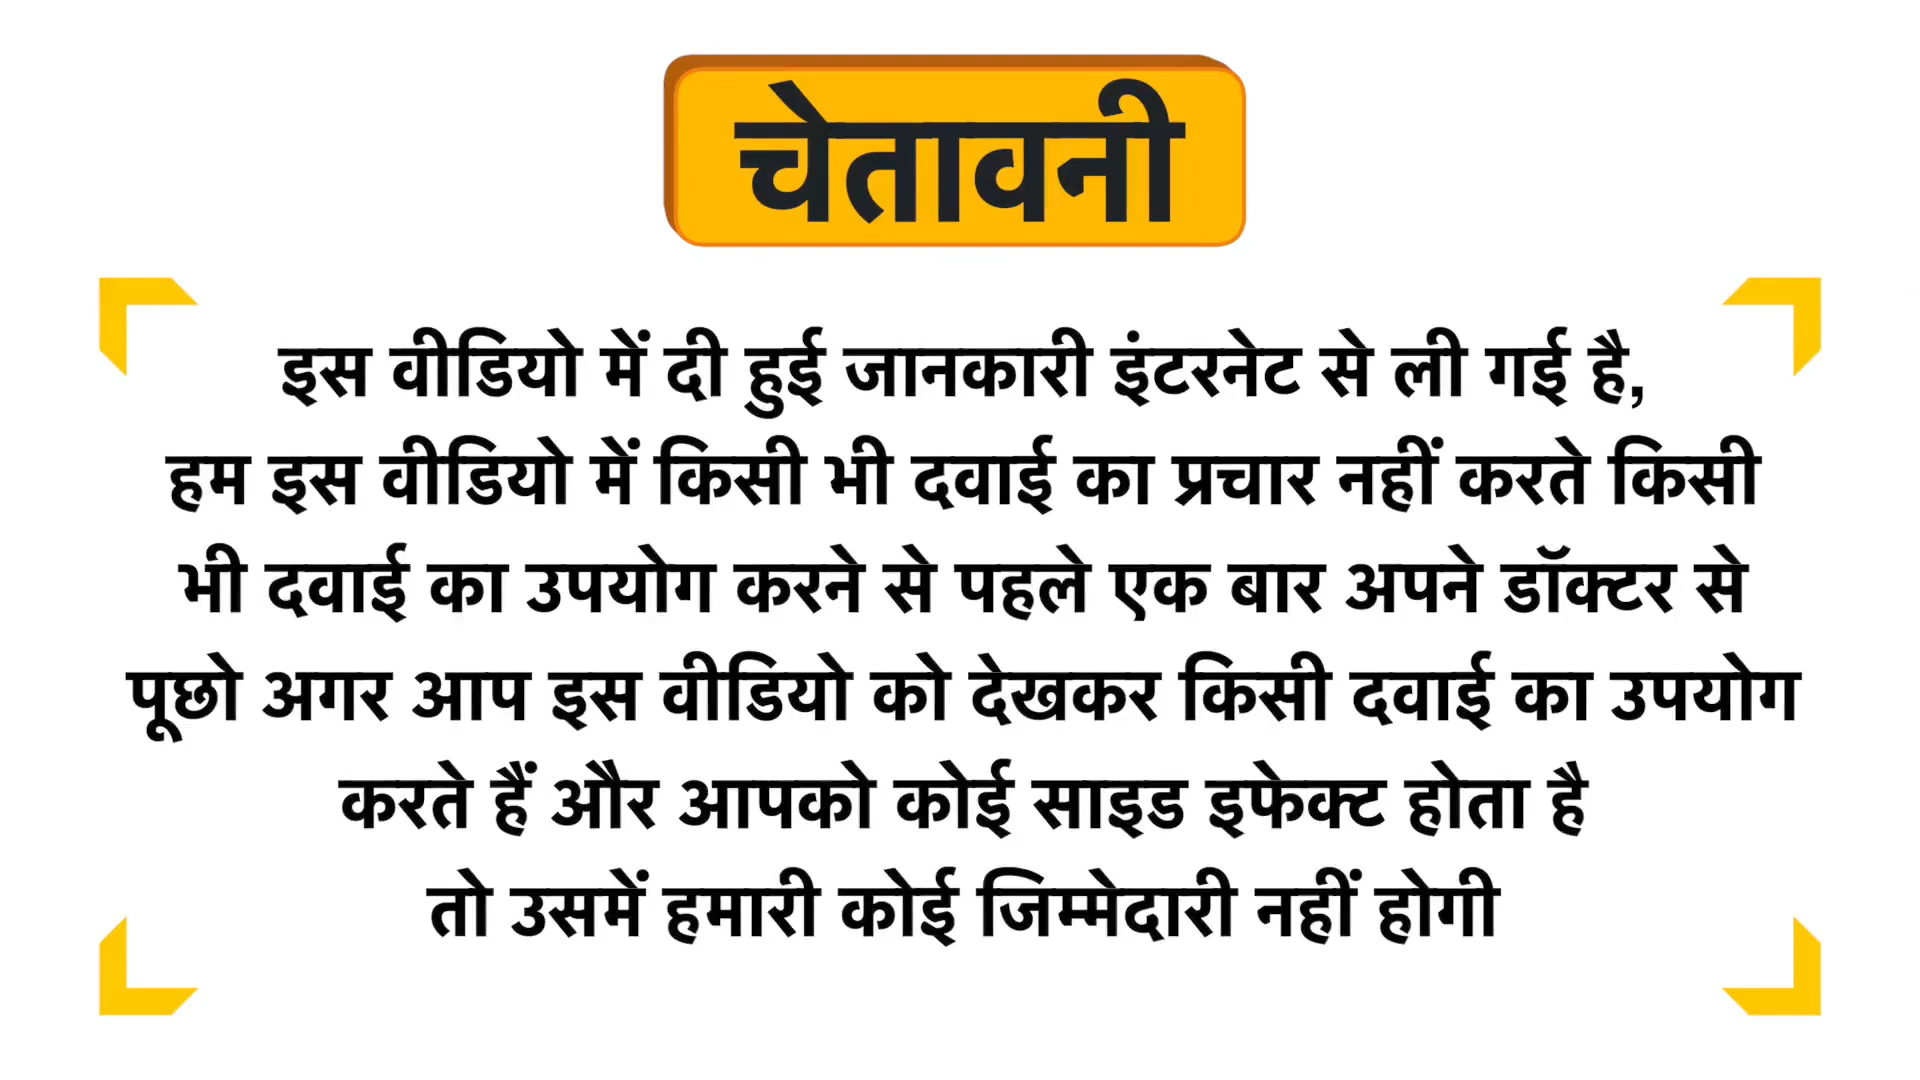 चेतावनी
इस वीडियो में दी हुई जानकारी इंटरनेट से ली गई है,
हम इस वीडियो में किसी भी दवाई का प्रचार नहीं करते किसी
भी दवाई का उपयोग करने से पहले एक बार अपने डॉक्टर से
पूछो अगर आप इस वीडियो को देखकर किसी दवाई का उपयोग
करते हैं और आपको कोई साइड इफेक्ट होता है
तो उसमें हमारी कोई जिम्मेदारी नहीं होगी